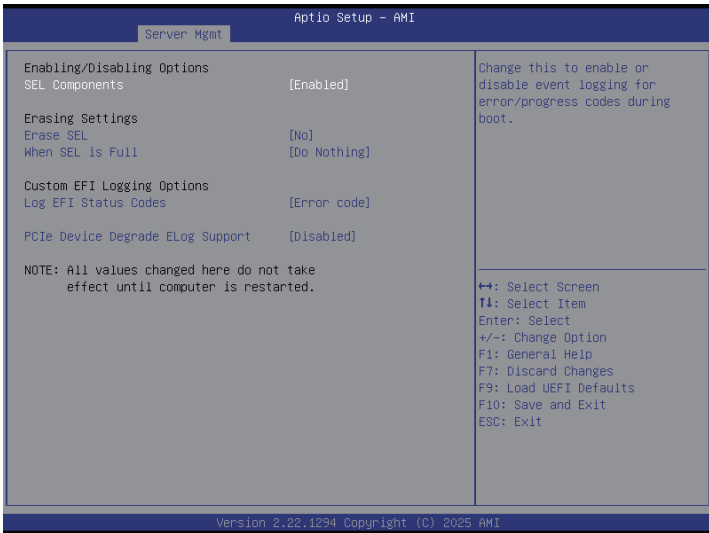 Aptio Setup – AMI
Server Mgmt
Enabling/Disabling Options
SEL Components [Enabled]
Erasing Settings
Erase SEL [No]
When SEL is Full [Do Nothing]
Custom EFI Logging Options
Log EFI Status Codes [Error code]
PCIe Device Degrade ELog Support [Disabled]
NOTE: All values changed here do not take
effect until computer is restarted.
Change this to enable or
disable event logging for
error/progress codes during
boot.
↔: Select Screen
↑↓: Select Item
Enter: Select
+/-: Change Option
F1: General Help
F7: Discard Changes
F9: Load UEFI Defaults
F10: Save and Exit
ESC: Exit
Version 2.22.1294 Copyright (C) 2025 AMI